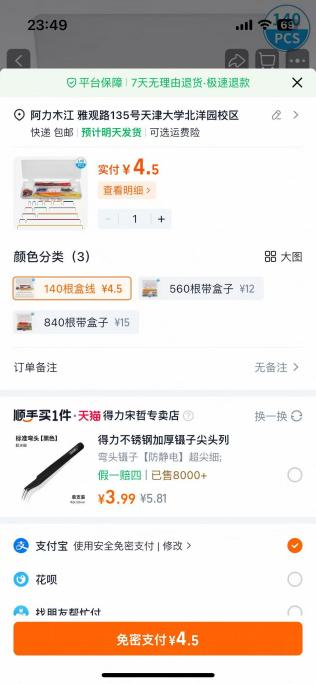 23:49
69
140
PCS
平台保障 | 7天无理由退货·极速退款
阿力木江 雅观路135号天津大学北洋园校区
快递 包邮 | 预计明天发货 | 可选运费险
实付¥4.5
查看明细 >
- 1 +
颜色分类（3）
大图
140根盒线 ¥4.5
560根带盒子 ¥12
840根带盒子 ¥15
订单备注
无备注 >
顺手买1件·天猫 得力宋哲专卖店
换一换
标准弯头【黑色】
得力不锈钢加厚镊子尖头列
弯头镊子【防静电】超尖细;
假一赔四 | 已售8000+
¥3.99 ¥5.81
支付宝 使用安全免密支付 | 修改 >
花呗
找朋友帮忙付
免密支付¥4.5